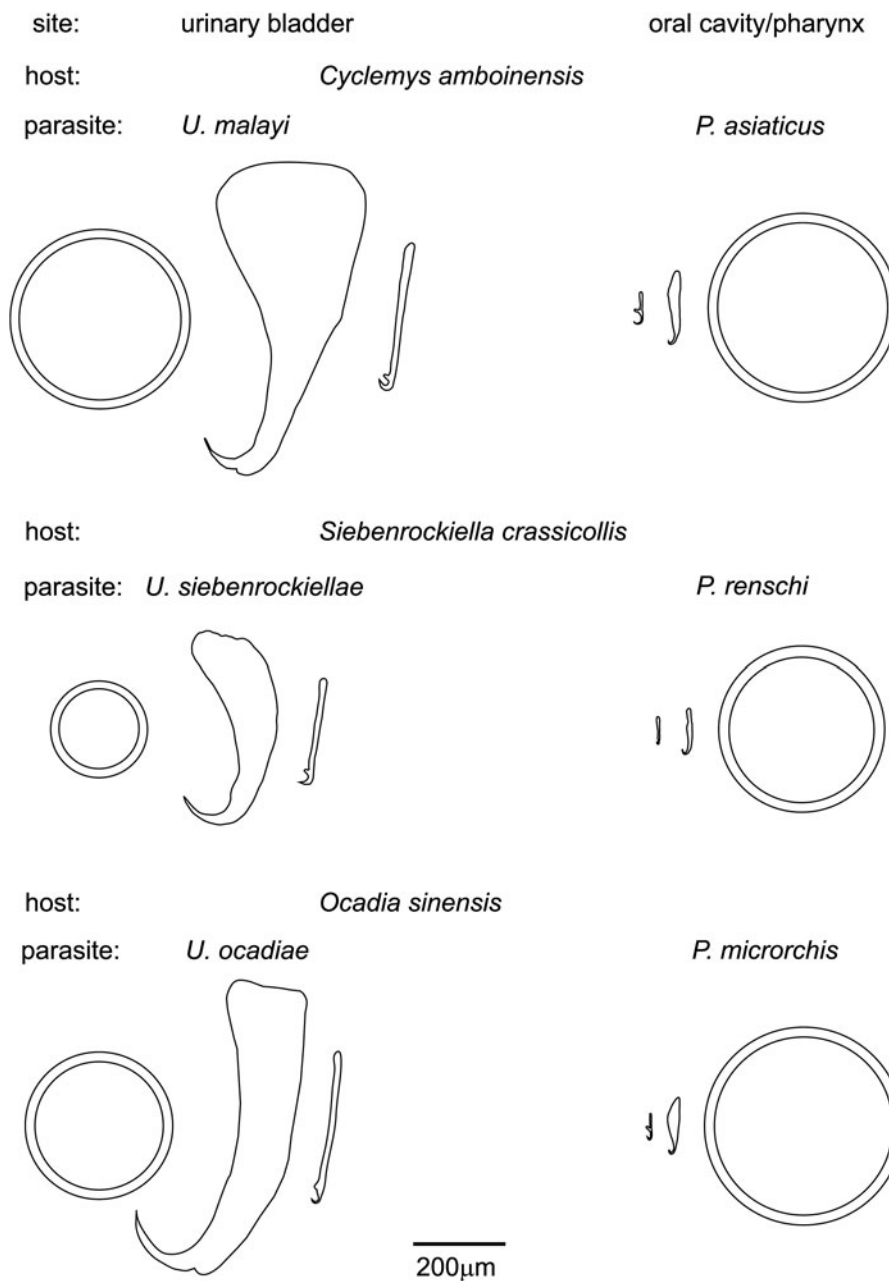 site: urinary bladder oral cavity/pharynx
host: Cyclemys amboinensis
parasite: U. malayi P. asiaticus
host: Siebenrockiella crassicollis
parasite: U. siebenrockiellae P. renschi
host: Ocadia sinensis
parasite: U. ocadiae P. microrchis
200μm